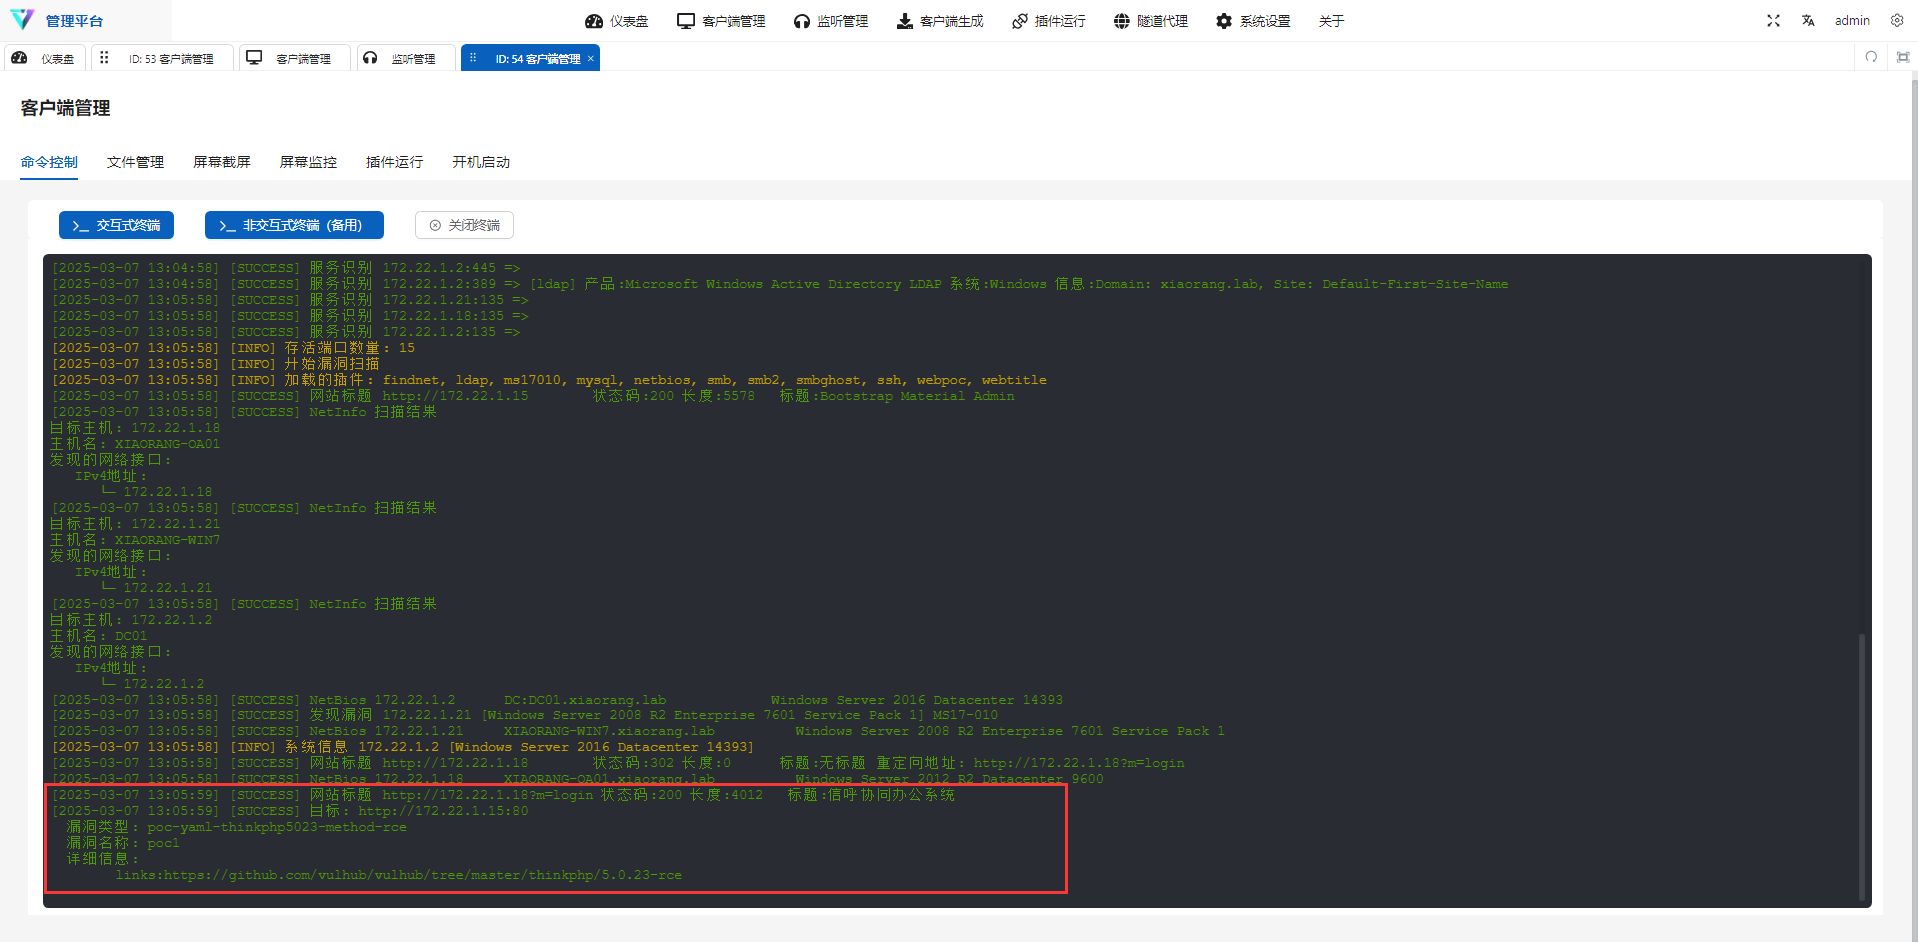 管理平台
仪表盘 客户端管理 监听管理 客户端生成 插件运行 隧道代理 系统设置 关于 admin
仪表盘 ID: 53 客户端管理 客户端管理 监听管理 ID: 54 客户端管理 ×
客户端管理
命令控制 文件管理 屏幕截屏 屏幕监控 插件运行 开机启动
交互式终端 非交互式终端（备用） 关闭终端
[2025-03-07 13:04:58] [SUCCESS] 服务识别 172.22.1.2:445 =>
[2025-03-07 13:04:58] [SUCCESS] 服务识别 172.22.1.2:389 => [ldap] 产品:Microsoft Windows Active Directory LDAP 系统:Windows 信息:Domain: xiaorang.lab, Site: Default-First-Site-Name
[2025-03-07 13:05:58] [SUCCESS] 服务识别 172.22.1.21:135 =>
[2025-03-07 13:05:58] [SUCCESS] 服务识别 172.22.1.18:135 =>
[2025-03-07 13:05:58] [SUCCESS] 服务识别 172.22.1.2:135 =>
[2025-03-07 13:05:58] [INFO] 存活端口数量: 15
[2025-03-07 13:05:58] [INFO] 开始漏洞扫描
[2025-03-07 13:05:58] [INFO] 加载的插件: findnet, ldap, ms17010, mysql, netbios, smb, smb2, smbghost, ssh, webpoc, webtitle
[2025-03-07 13:05:58] [SUCCESS] 网站标题 http://172.22.1.15 状态码:200 长度:5578 标题:Bootstrap Material Admin
[2025-03-07 13:05:58] [SUCCESS] NetInfo 扫描结果
目标主机: 172.22.1.18
主机名: XIAORANG-OA01
发现的网络接口:
IPv4地址:
└─ 172.22.1.18
[2025-03-07 13:05:58] [SUCCESS] NetInfo 扫描结果
目标主机: 172.22.1.21
主机名: XIAORANG-WIN7
发现的网络接口:
IPv4地址:
└─ 172.22.1.21
[2025-03-07 13:05:58] [SUCCESS] NetInfo 扫描结果
目标主机: 172.22.1.2
主机名: DC01
发现的网络接口:
IPv4地址:
└─ 172.22.1.2
[2025-03-07 13:05:58] [SUCCESS] NetBios 172.22.1.2 DC:DC01.xiaorang.lab Windows Server 2016 Datacenter 14393
[2025-03-07 13:05:58] [SUCCESS] 发现漏洞 172.22.1.21 [Windows Server 2008 R2 Enterprise 7601 Service Pack 1] MS17-010
[2025-03-07 13:05:58] [SUCCESS] NetBios 172.22.1.21 XIAORANG-WIN7.xiaorang.lab Windows Server 2008 R2 Enterprise 7601 Service Pack 1
[2025-03-07 13:05:58] [INFO] 系统信息 172.22.1.2 [Windows Server 2016 Datacenter 14393]
[2025-03-07 13:05:58] [SUCCESS] 网站标题 http://172.22.1.18 状态码:302 长度:0 标题:无标题 重定向地址: http://172.22.1.18?m=login
[2025-03-07 13:05:58] [SUCCESS] NetBios 172.22.1.18 XIAORANG-OA01.xiaorang.lab Windows Server 2012 R2 Datacenter 9600
[2025-03-07 13:05:59] [SUCCESS] 网站标题 http://172.22.1.18?m=login 状态码:200 长度:4012 标题:信呼协同办公系统
[2025-03-07 13:05:59] [SUCCESS] 目标: http://172.22.1.15:80
漏洞类型: poc-yaml-thinkphp5023-method-rce
漏洞名称: poc1
详细信息:
links:https://github.com/vulhub/vulhub/tree/master/thinkphp/5.0.23-rce